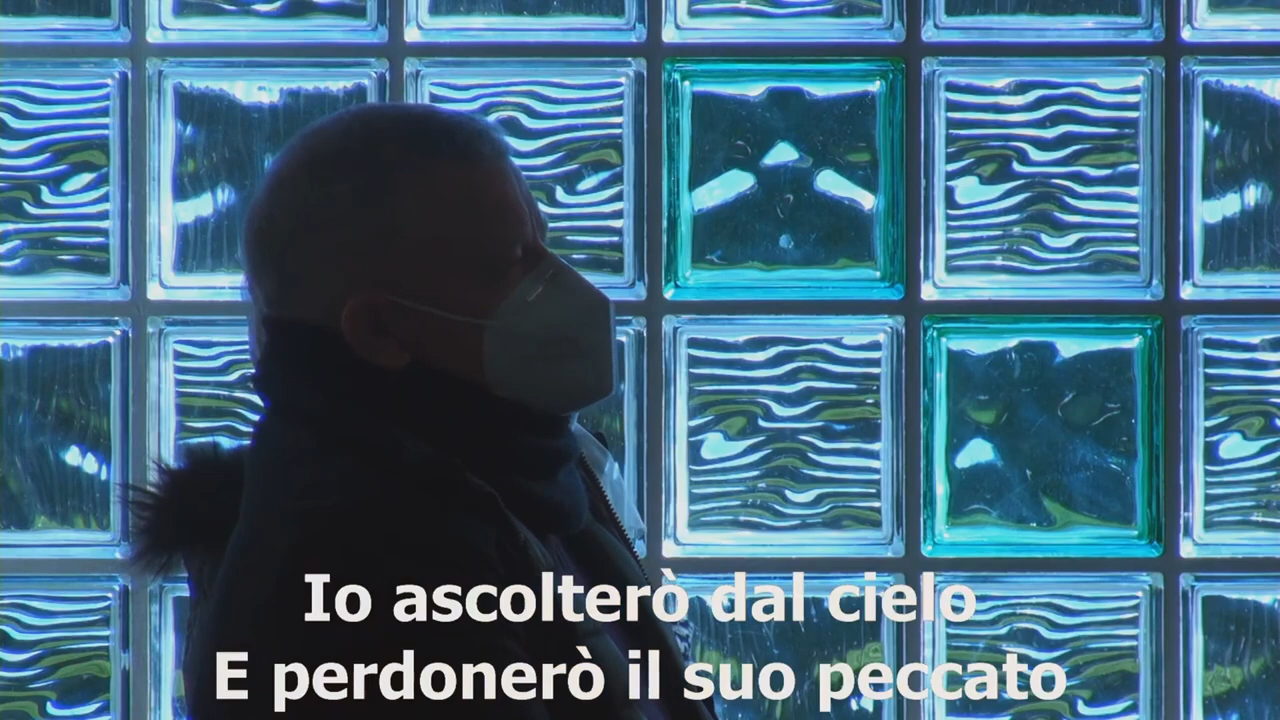 Io ascolterò dal cielo
E perdonerò il suo peccato